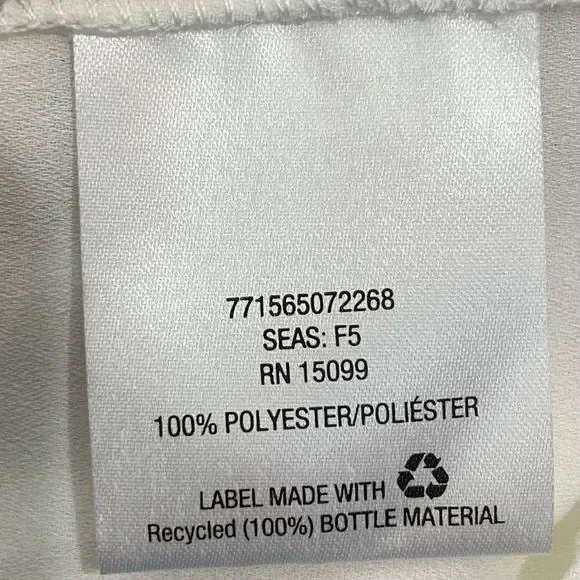 771565072268
SEAS: F5
RN 15099
100% POLYESTER/POLIÉSTER
LABEL MADE WITH
Recycled (100%) BOTTLE MATERIAL